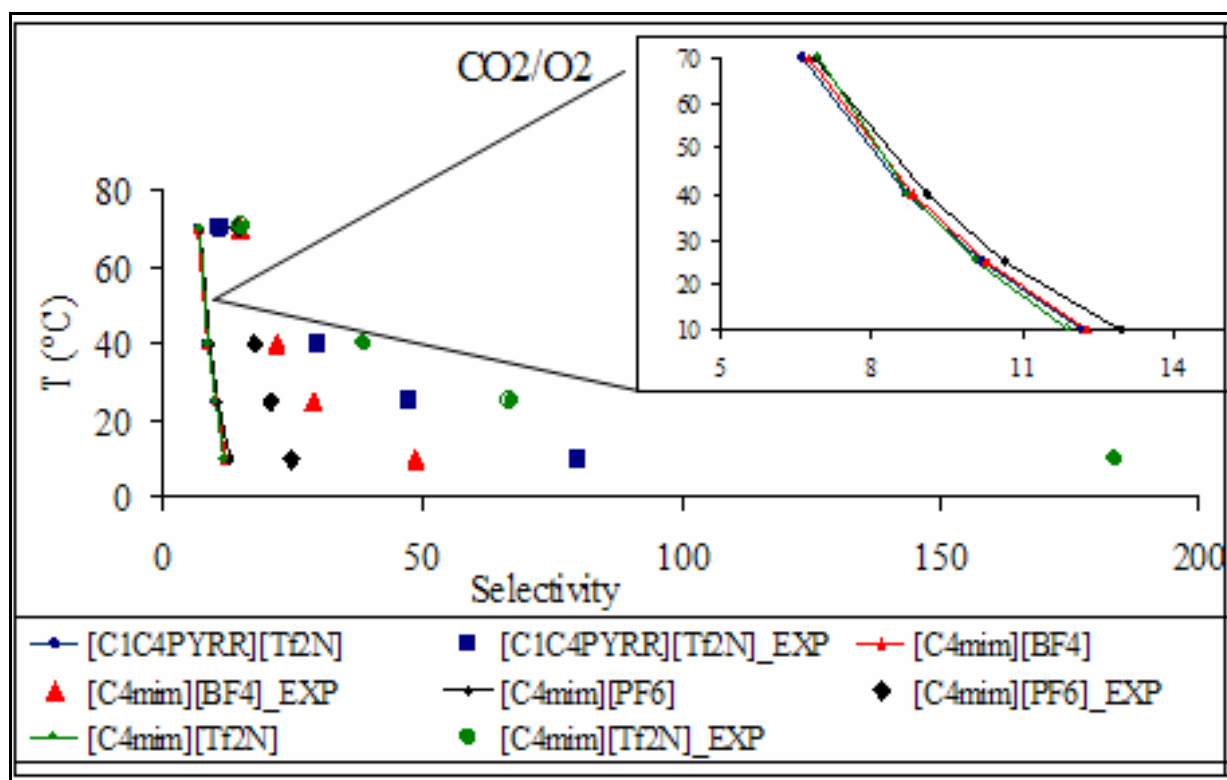 CO2/O2
70
60
50
40
30
20
10
5 8 11 14
80
60
40
20
0
T (°C)
0 50 100 150 200
Selectivity
[C1C4PYRR][Tf2N] [C1C4PYRR][Tf2N]_EXP [C4mim][BF4]
[C4mim][BF4]_EXP [C4mim][PF6] [C4mim][PF6]_EXP
[C4mim][Tf2N] [C4mim][Tf2N]_EXP